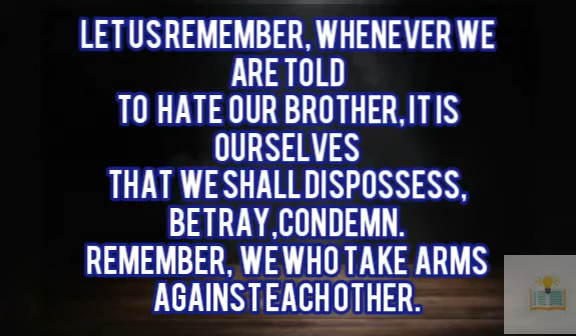 LET US REMEMBER, WHENEVER WE
ARE TOLD
TO HATE OUR BROTHER, IT IS
OURSELVES
THAT WE SHALL DISPOSSESS,
BETRAY, CONDEMN.
REMEMBER, WE WHO TAKE ARMS
AGAINST EACH OTHER.